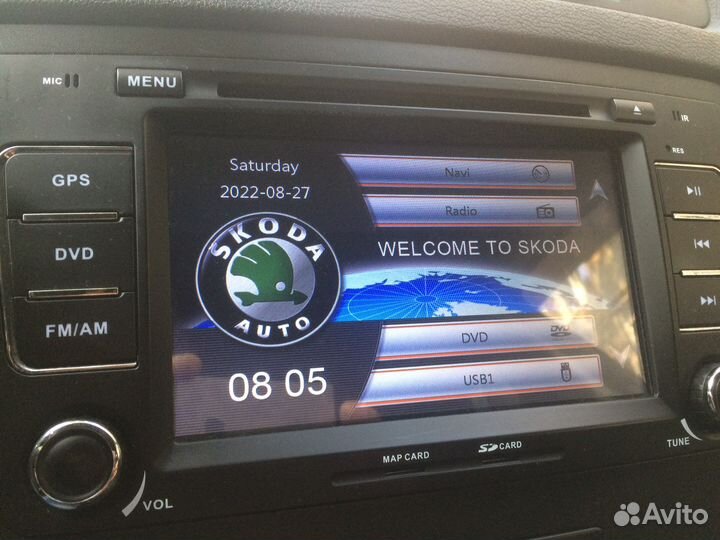 MIC
MENU
IR
RES
GPS
DVD
FM/AM
Saturday
2022-08-27
SKODA
AUTO
08 05
Navi
Radio
WELCOME TO SKODA
DVD
DVD
USB1
MAP CARD
SD CARD
VOL
TUNE
Avito